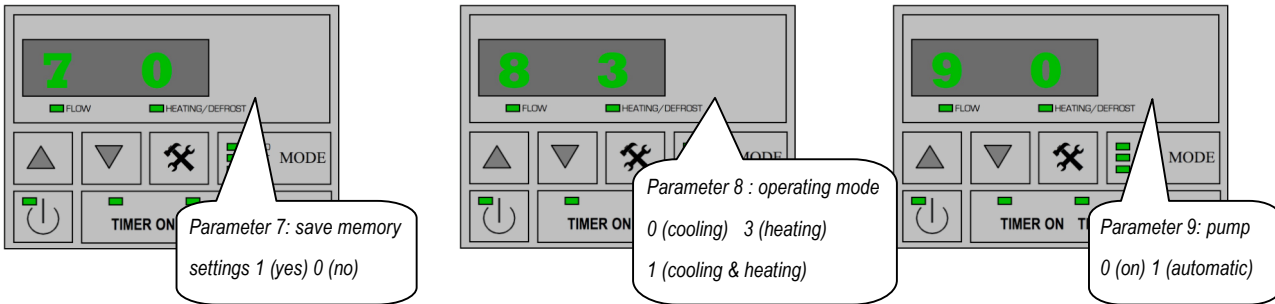 7 0
FLOW HEATING/DEFROST
MODE
TIMER ON
Parameter 7: save memory
settings 1 (yes) 0 (no)
8 3
FLOW HEATING/DEFROST
MODE
TIMER ON
Parameter 8 : operating mode
0 (cooling) 3 (heating)
1 (cooling & heating)
9 0
FLOW HEATING/DEFROST
MODE
TIMER ON
Parameter 9: pump
0 (on) 1 (automatic)